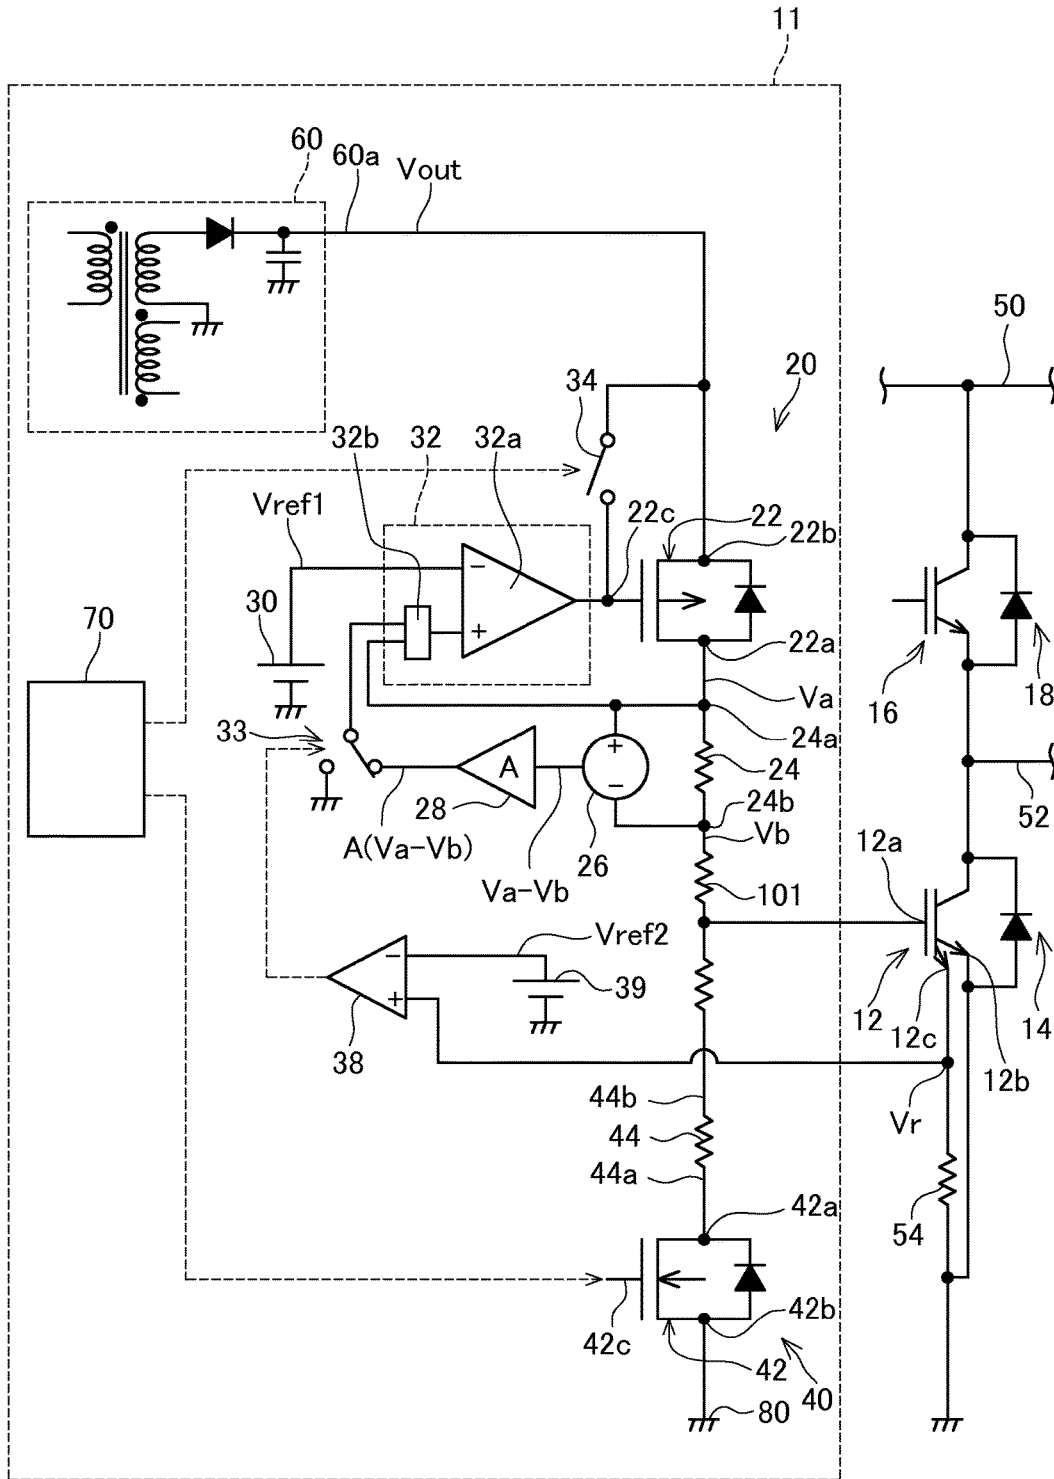 11
60
60a
Vout
50
20
34
32b
32
32a
Vref1
22c
22
22b
30
70
−
+
22a
16
18
Va
33
24a
+
−
A
24
28
24b
52
Vb
A(Va−Vb)
26
12a
Va−Vb
101
Vref2
−
+
39
12
12c
14
38
12b
44b
Vr
44
44a
42a
54
42b
42c
42
40
80